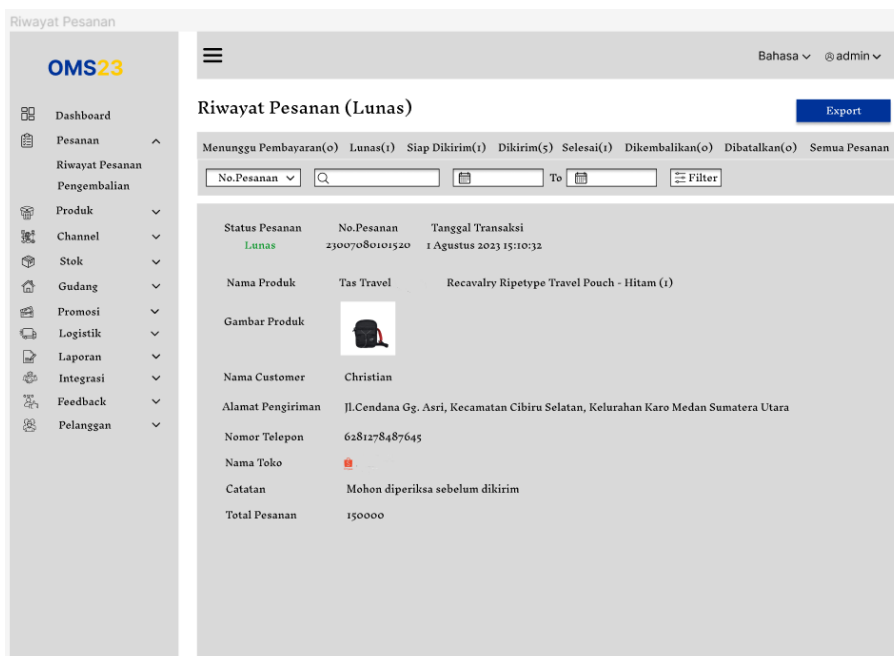 Riwayat Pesanan
OMS23
Bahasa admin
Dashboard
Pesanan
Riwayat Pesanan
Pengembalian
Produk
Channel
Stok
Gudang
Promosi
Logistik
Laporan
Integrasi
Feedback
Pelanggan
Riwayat Pesanan (Lunas)
Export
Menunggu Pembayaran(0) Lunas(1) Siap Dikirim(1) Dikirim(5) Selesai(1) Dikembalikan(0) Dibatalkan(0) Semua Pesanan
No.Pesanan To Filter
Status Pesanan No.Pesanan Tanggal Transaksi
Lunas 23007080101520 1 Agustus 2023 15:10:32
Nama Produk Tas Travel Recavalry Ripetype Travel Pouch - Hitam (1)
Gambar Produk
Nama Customer Christian
Alamat Pengiriman Jl.Cendana Gg. Asri, Kecamatan Cibiru Selatan, Kelurahan Karo Medan Sumatera Utara
Nomor Telepon 6281278487645
Nama Toko
Catatan Mohon diperiksa sebelum dikirim
Total Pesanan 150000